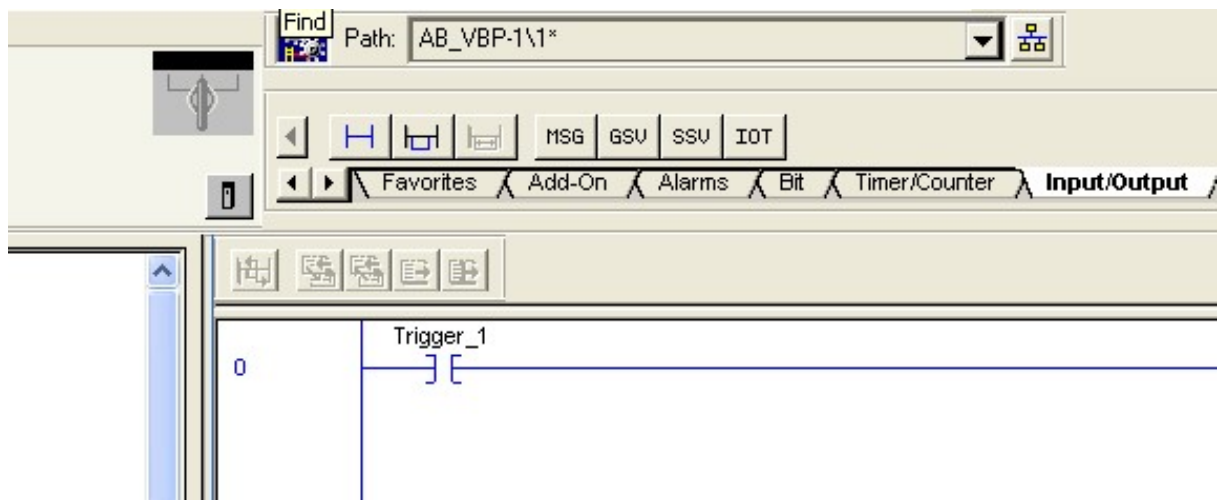 Find
Path: AB_VBP-1\1*
MSG GSV SSV IOT
Favorites Add-On Alarms Bit Timer/Counter Input/Output
Trigger_1
0